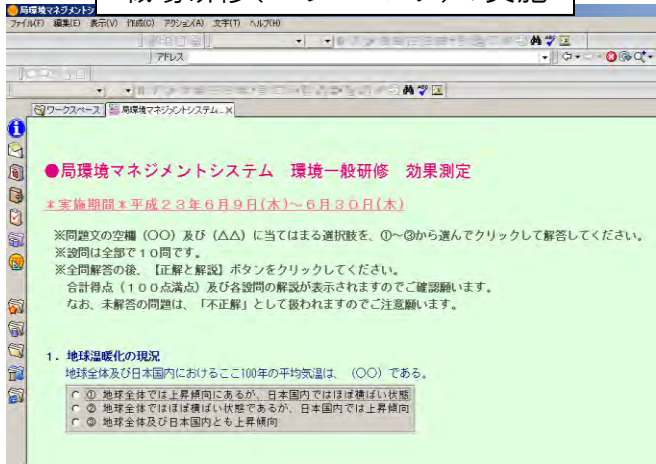 局環境マネジメントシ
ファイル(F) 編集(E) 表示(V) 作成(C) アクション(A) 文字(T) ヘルプ(H)
アドレス
ワークスペース 局環境マネジメントシステム...
●局環境マネジメントシステム 環境一般研修 効果測定
*実施期間*平成23年6月9日(木)~6月30日(木)
※問題文の空欄(〇〇)及び(△△)に当てはまる選択肢を、①~③から選んでクリックして解答してください。
※設問は全部で10問です。
※全問解答の後、【正解と解説】ボタンをクリックしてください。
合計得点(100点満点)及び各設問の解説が表示されますのでご確認願います。
なお、未解答の問題は、「不正解」として扱われますのでご注意願います。
1.地球温暖化の現況
地球全体及び日本国内におけるここ100年の平均気温は、(〇〇)である。
① 地球全体では上昇傾向にあるが、日本国内ではほぼ横ばい状態
② 地球全体ではほぼ横ばい状態であるが、日本国内では上昇傾向
③ 地球全体及び日本国内とも上昇傾向